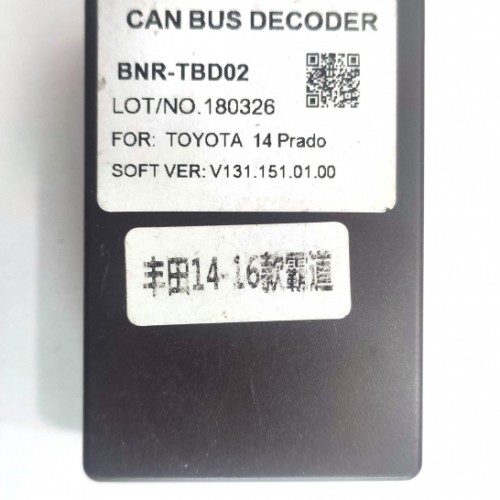 CAN BUS DECODER
BNR-TBD02
LOT/NO.180326
FOR: TOYOTA 14 Prado
SOFT VER: V131.151.01.00
丰田14-16款霸道